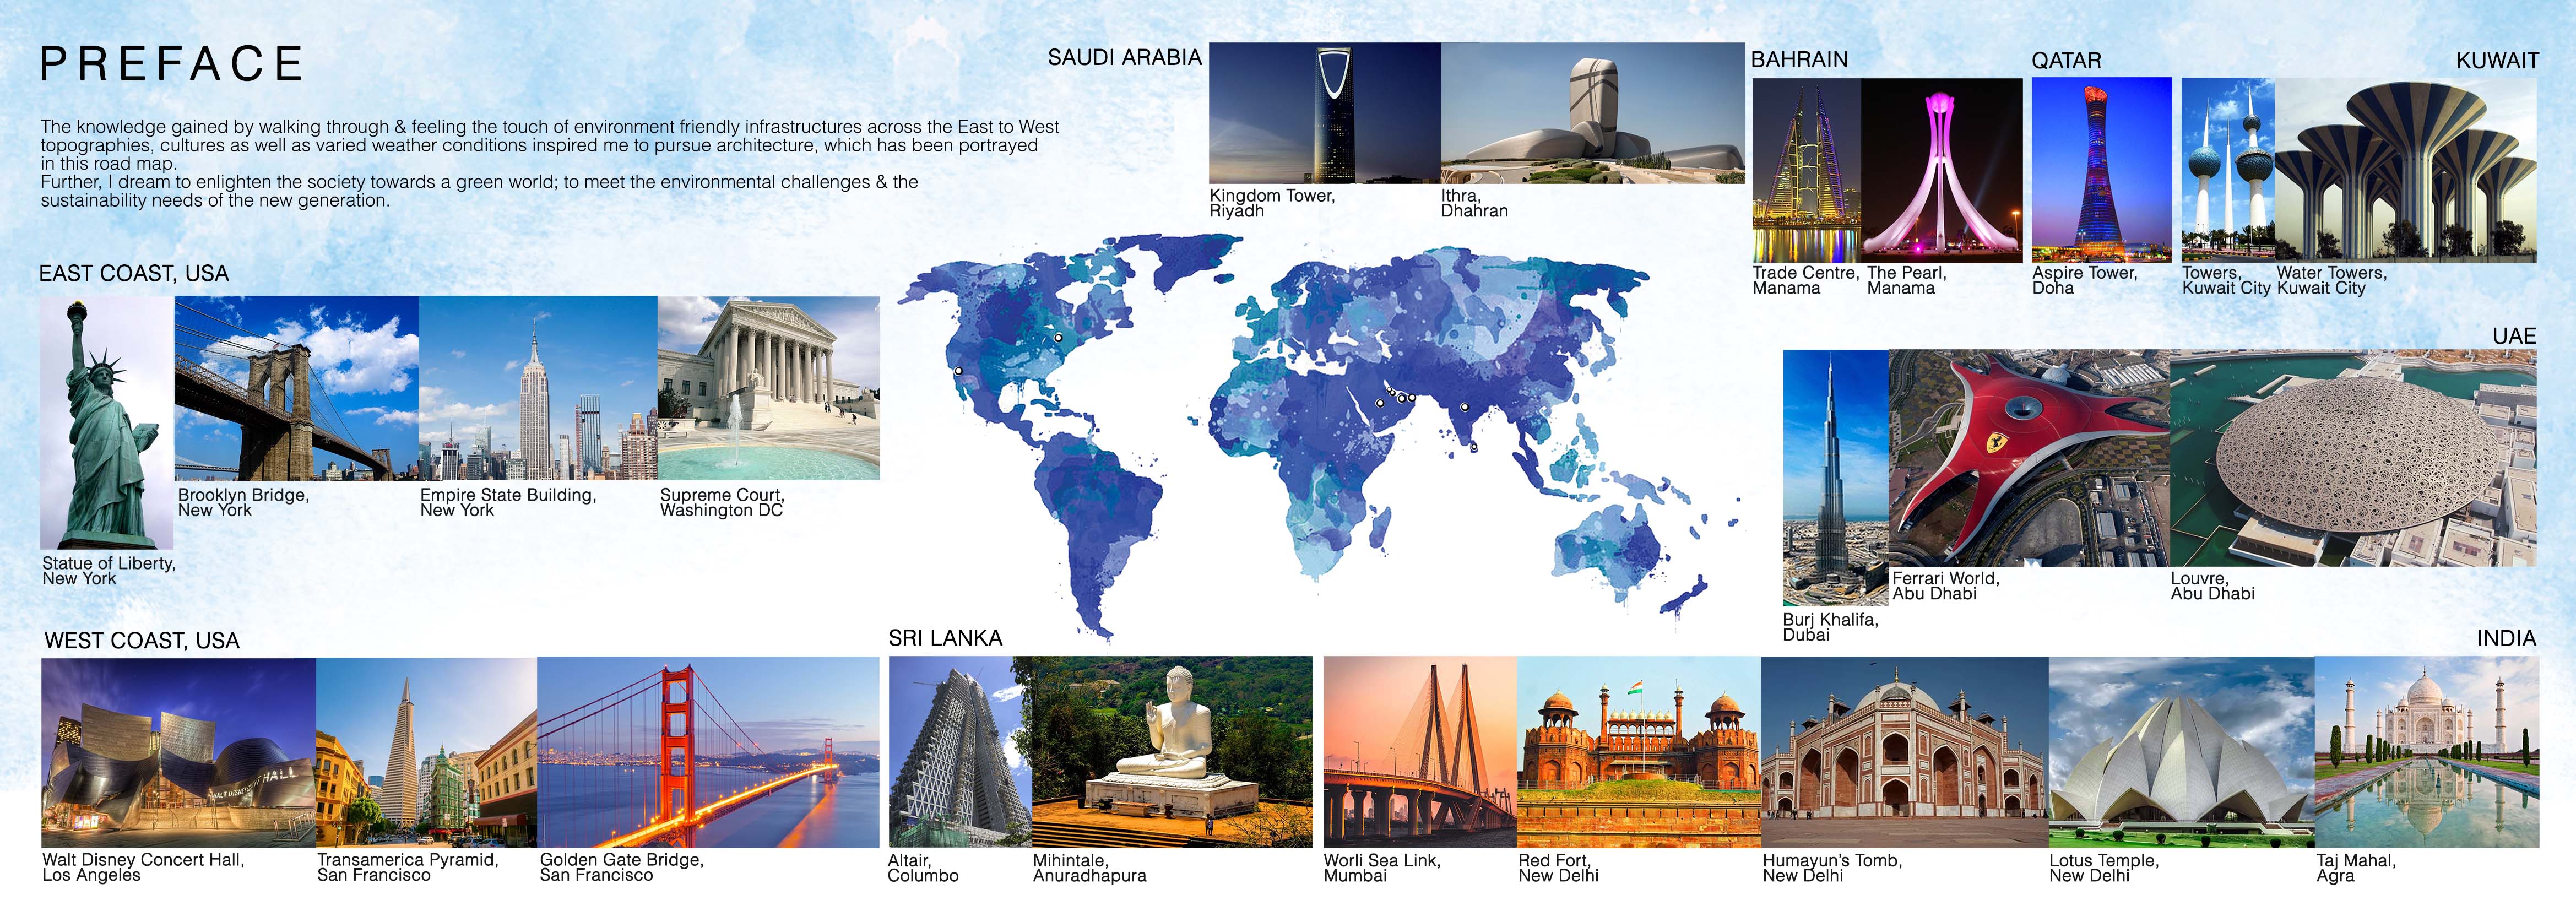 PREFACE
The knowledge gained by walking through & feeling the touch of environment friendly infrastructures across the East to West
topographies, cultures as well as varied weather conditions inspired me to pursue architecture, which has been portrayed
in this road map.
Further, I dream to enlighten the society towards a green world; to meet the environmental challenges & the
sustainability needs of the new generation.
SAUDI ARABIA
Kingdom Tower,
Riyadh
Ithra,
Dhahran
BAHRAIN
Trade Centre,
Manama
The Pearl,
Manama
QATAR
Aspire Tower,
Doha
KUWAIT
Towers,
Kuwait City
Water Towers,
Kuwait City
EAST COAST, USA
Statue of Liberty,
New York
Brooklyn Bridge,
New York
Empire State Building,
New York
Supreme Court,
Washington DC
UAE
Burj Khalifa,
Dubai
Ferrari World,
Abu Dhabi
Louvre,
Abu Dhabi
WEST COAST, USA
WALT DISNEY CONCERT HALL
Walt Disney Concert Hall,
Los Angeles
Transamerica Pyramid,
San Francisco
Golden Gate Bridge,
San Francisco
SRI LANKA
Altair,
Columbo
Mihintale,
Anuradhapura
INDIA
Worli Sea Link,
Mumbai
Red Fort,
New Delhi
Humayun's Tomb,
New Delhi
Lotus Temple,
New Delhi
Taj Mahal,
Agra